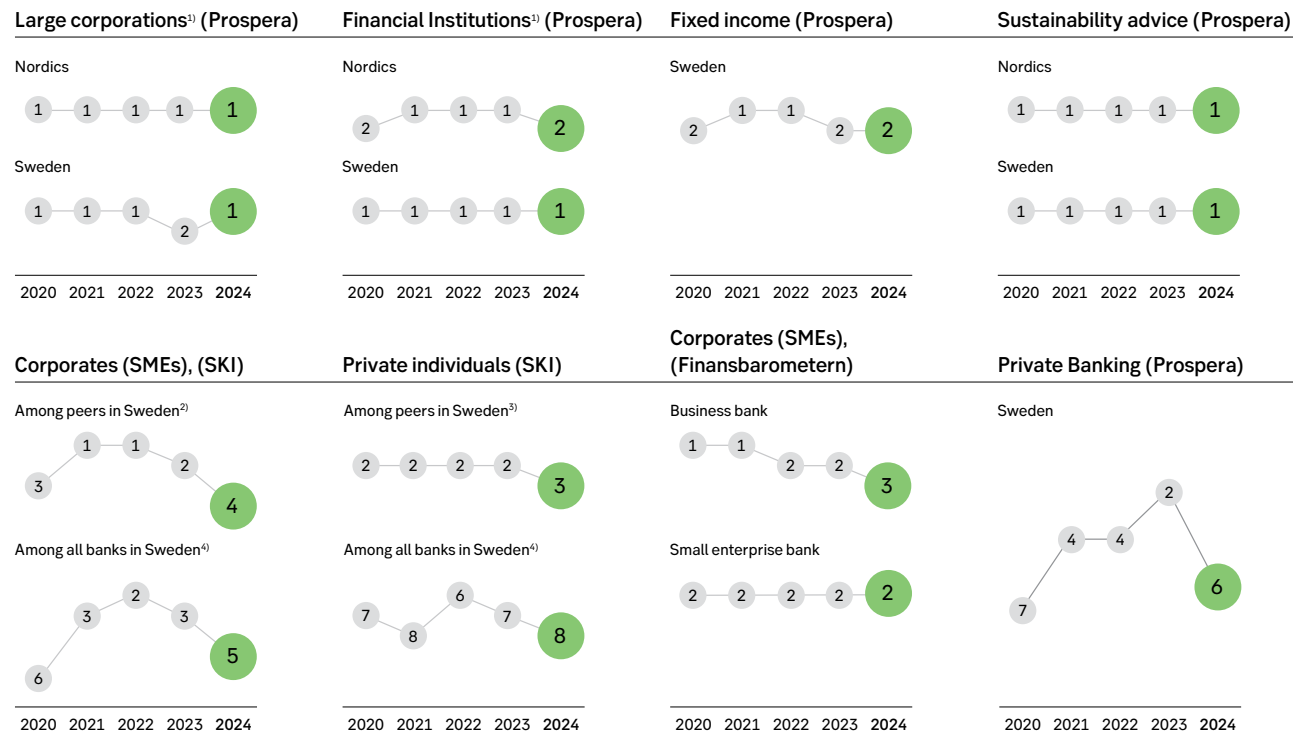 Large corporations1) (Prospera)
Nordics
1 1 1 1 1
Sweden
1 1 1 2 1
2020 2021 2022 2023 2024
Financial Institutions1) (Prospera)
Nordics
2 1 1 1 2
Sweden
1 1 1 1 1
2020 2021 2022 2023 2024
Fixed income (Prospera)
Sweden
2 1 1 2 2
2020 2021 2022 2023 2024
Sustainability advice (Prospera)
Nordics
1 1 1 1 1
Sweden
1 1 1 1 1
2020 2021 2022 2023 2024
Corporates (SMEs), (SKI)
Among peers in Sweden2)
3 1 1 2 4
Among all banks in Sweden4)
6 3 2 3 5
2020 2021 2022 2023 2024
Private individuals (SKI)
Among peers in Sweden3)
2 2 2 2 3
Among all banks in Sweden4)
7 8 6 7 8
2020 2021 2022 2023 2024
Corporates (SMEs),
(Finansbarometern)
Business bank
1 1 2 2 3
Small enterprise bank
2 2 2 2 2
2020 2021 2022 2023 2024
Private Banking (Prospera)
Sweden
7 4 4 2 6
2020 2021 2022 2023 2024